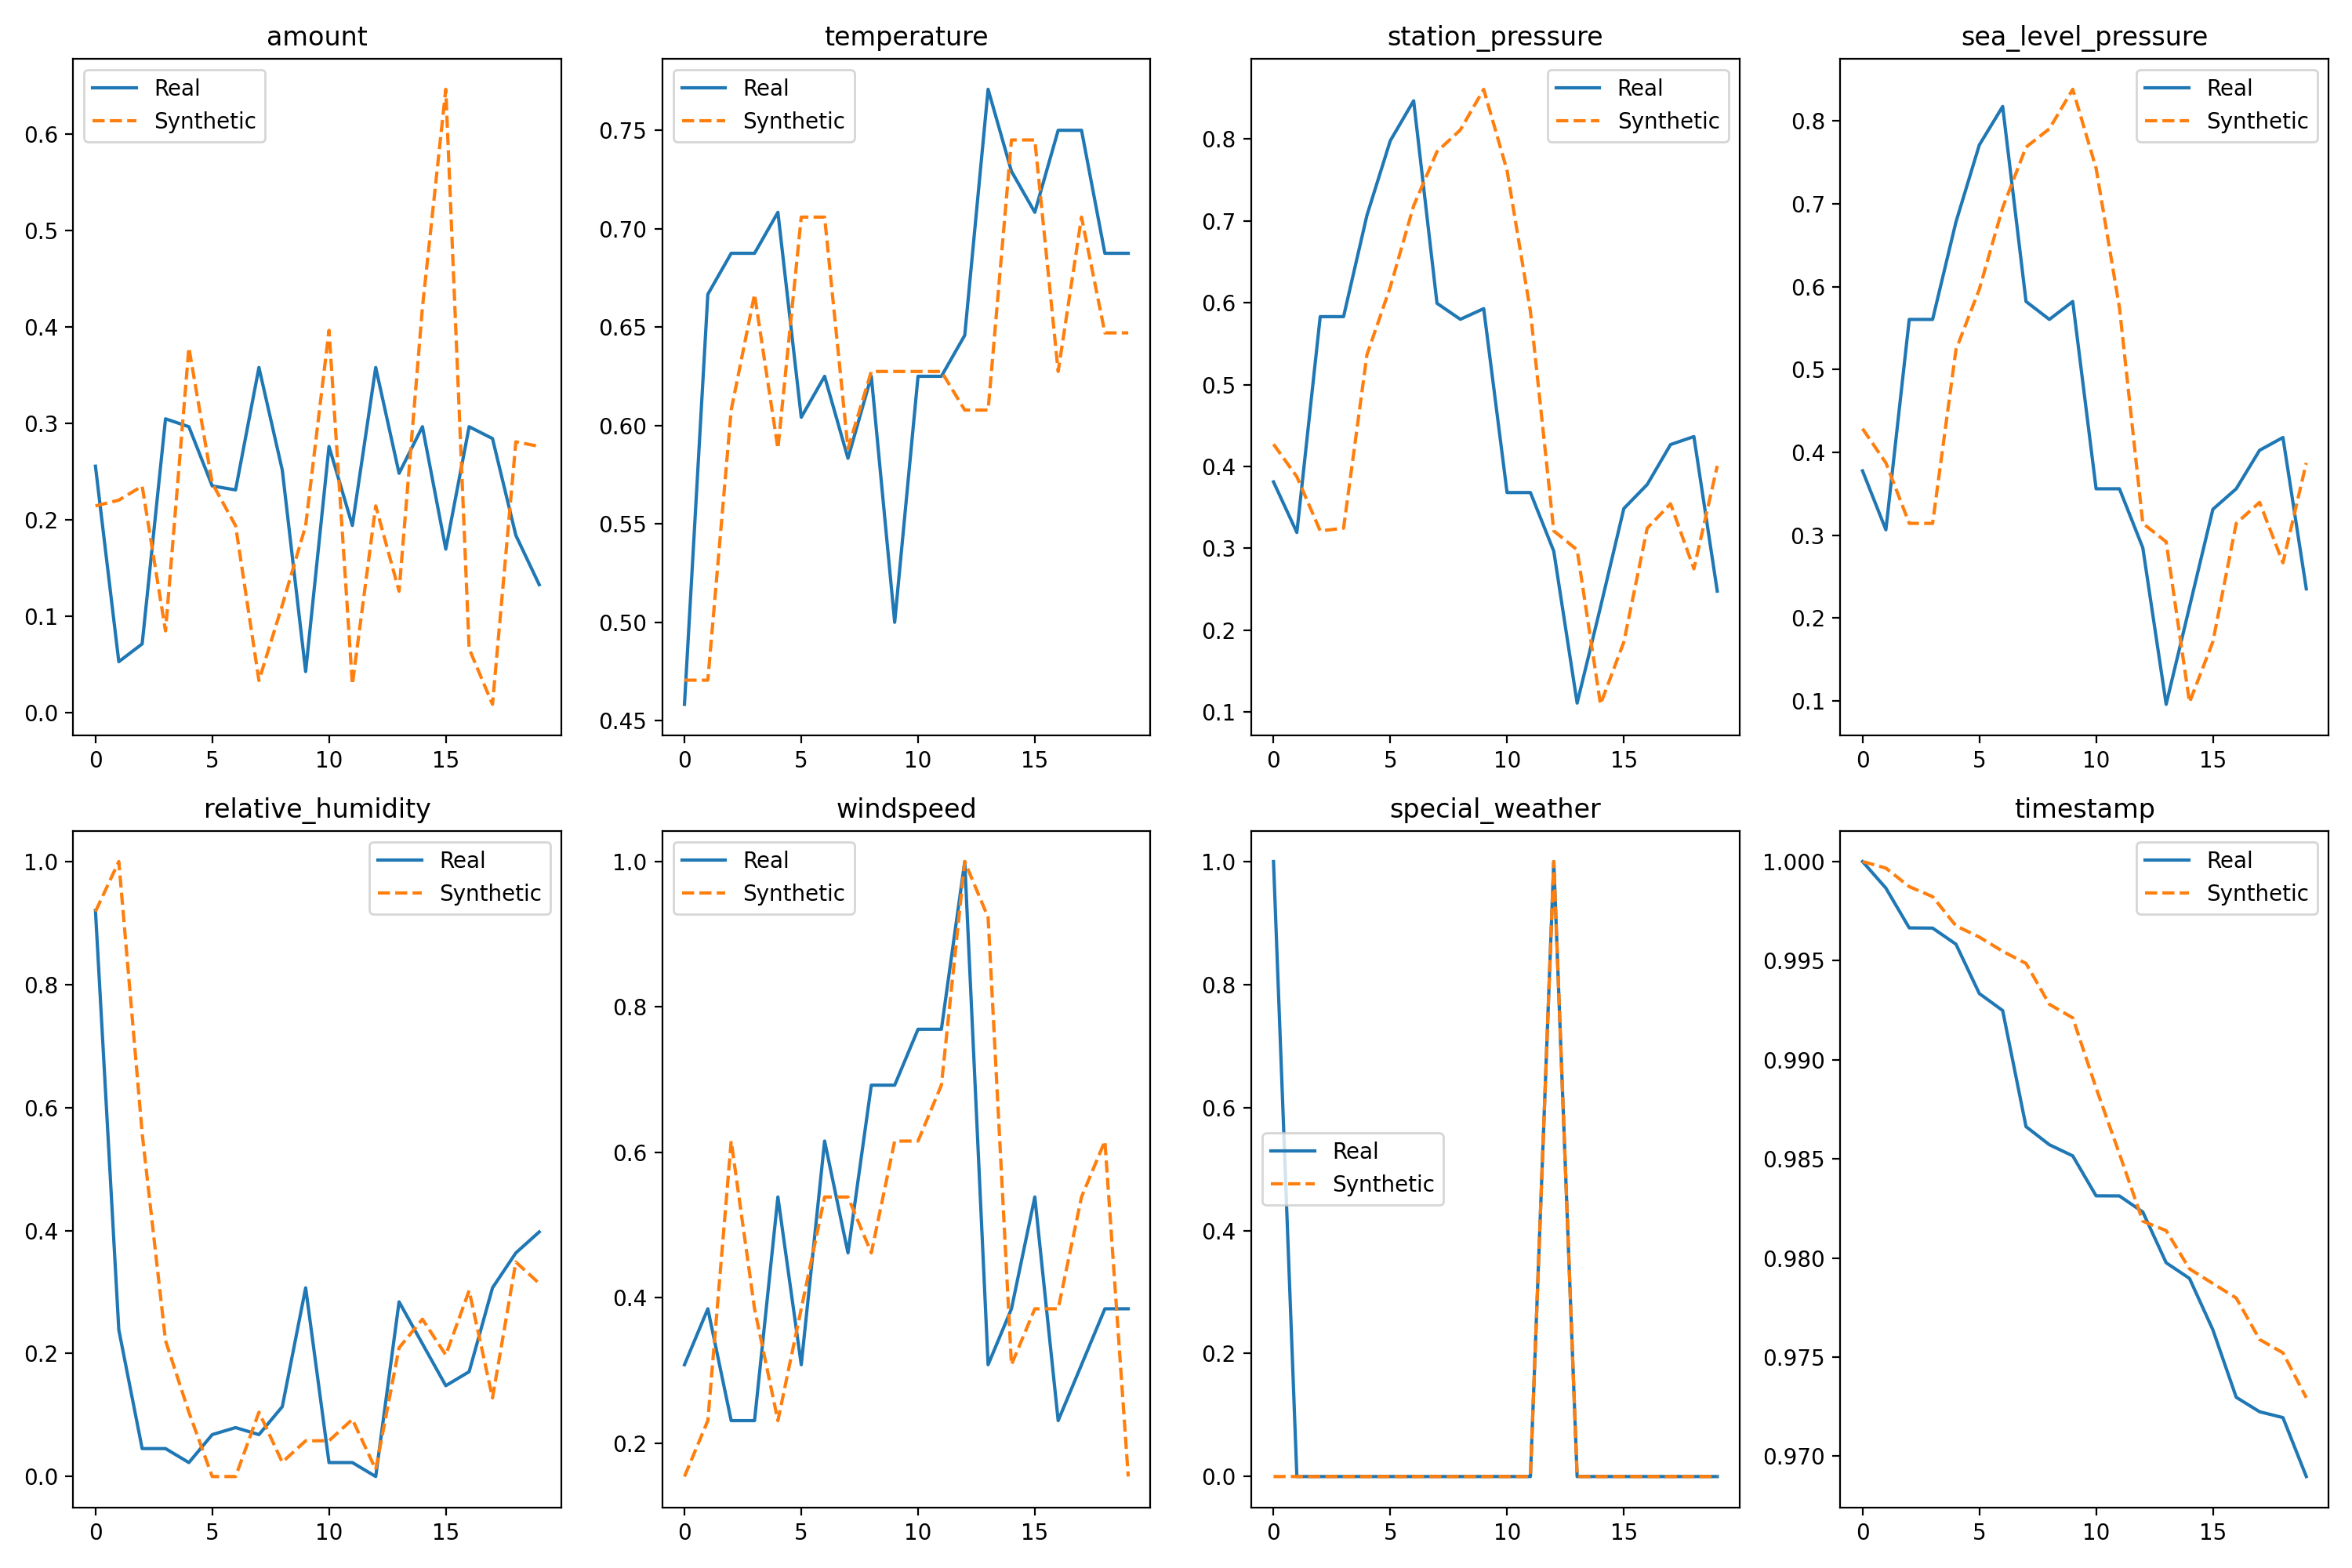 amount
Real
Synthetic
0.6
0.5
0.4
0.3
0.2
0.1
0.0
0 5 10 15
temperature
Real
Synthetic
0.75
0.70
0.65
0.60
0.55
0.50
0.45
0 5 10 15
station_pressure
Real
Synthetic
0.8
0.7
0.6
0.5
0.4
0.3
0.2
0.1
0 5 10 15
sea_level_pressure
Real
Synthetic
0.8
0.7
0.6
0.5
0.4
0.3
0.2
0.1
0 5 10 15
relative_humidity
Real
Synthetic
1.0
0.8
0.6
0.4
0.2
0.0
0 5 10 15
windspeed
Real
Synthetic
1.0
0.8
0.6
0.4
0.2
0 5 10 15
special_weather
1.0
0.8
0.6
Real
Synthetic
0.4
0.2
0.0
0 5 10 15
timestamp
Real
Synthetic
1.000
0.995
0.990
0.985
0.980
0.975
0.970
0 5 10 15